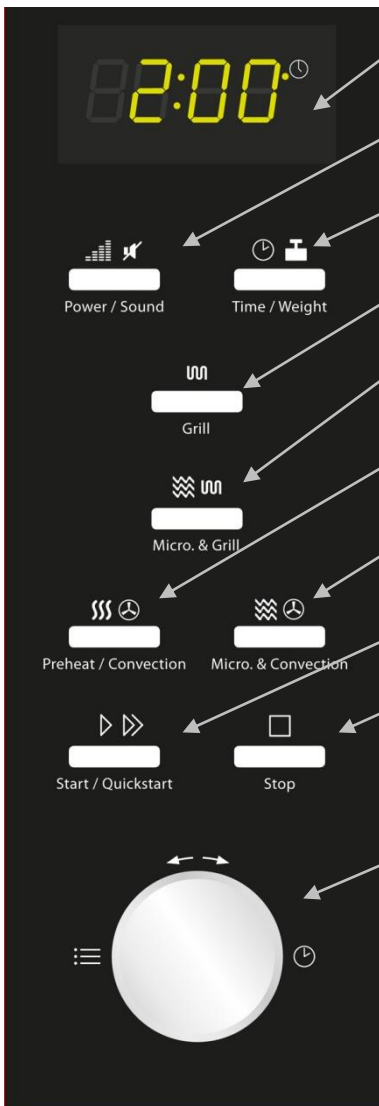 2:00
Power / Sound
Time / Weight
Grill
Micro. & Grill
Preheat / Convection
Micro. & Convection
Start / Quickstart
Stop